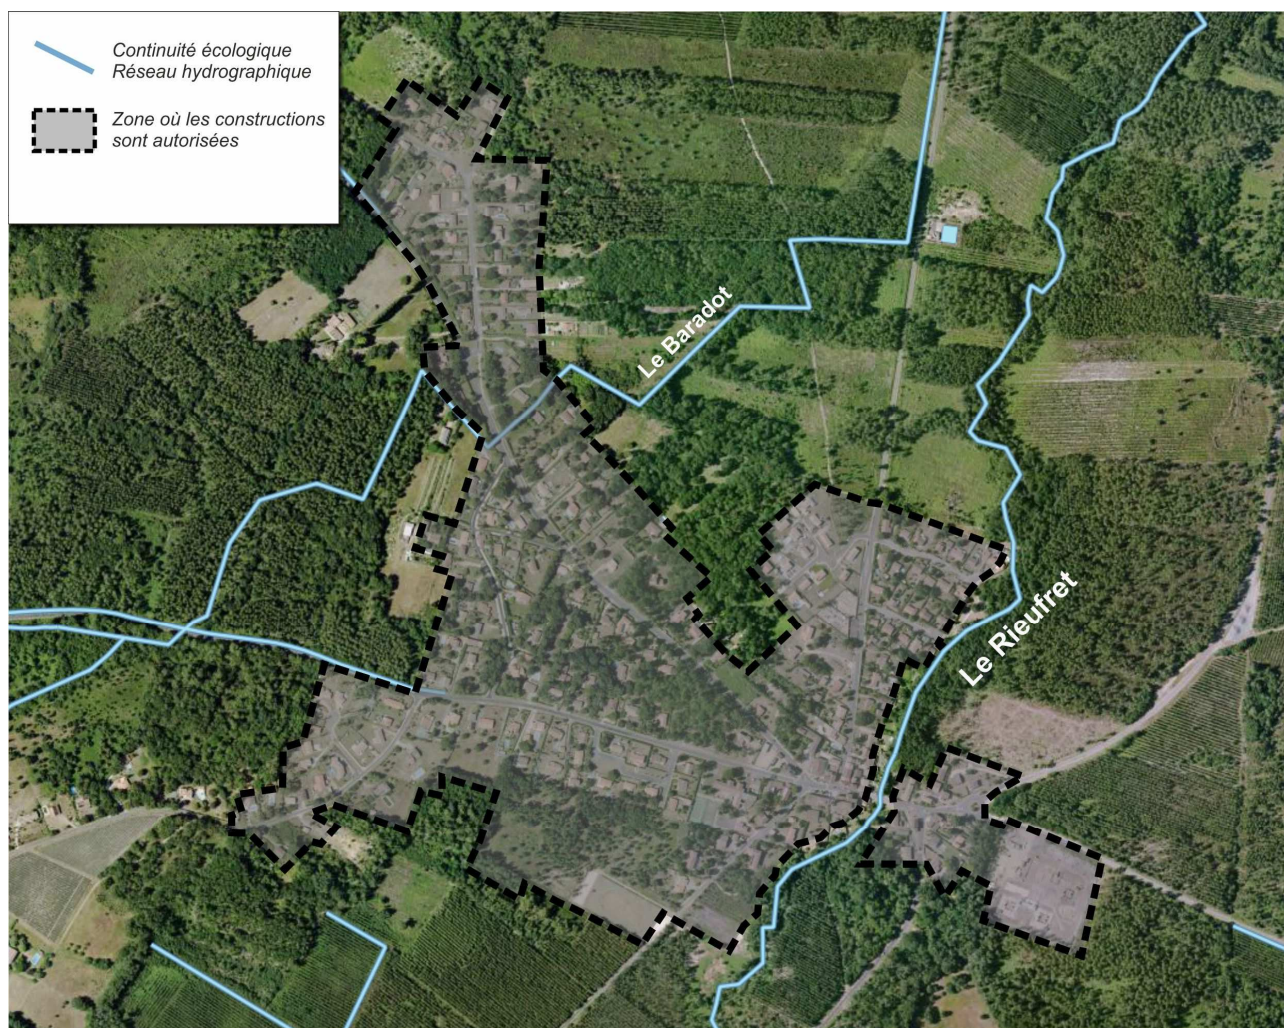 Continuité écologique
Réseau hydrographique
Zone où les constructions
sont autorisées
Le Baradot
Le Rieufret